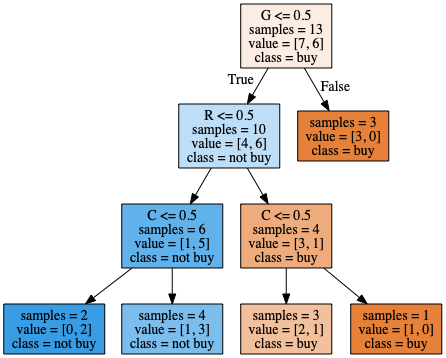 G <= 0.5
samples = 13
value = [7, 6]
class = buy
True
False
R <= 0.5
samples = 10
value = [4, 6]
class = not buy
samples = 3
value = [3, 0]
class = buy
C <= 0.5
samples = 6
value = [1, 5]
class = not buy
C <= 0.5
samples = 4
value = [3, 1]
class = buy
samples = 2
value = [0, 2]
class = not buy
samples = 4
value = [1, 3]
class = not buy
samples = 3
value = [2, 1]
class = buy
samples = 1
value = [1, 0]
class = buy